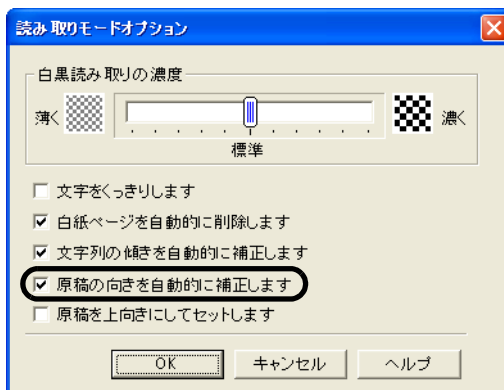 読み取りモードオプション
白黒読み取りの濃度
薄く 濃く
標準
文字をくっきりします
白紙ページを自動的に削除します
文字列の傾きを自動的に補正します
原稿の向きを自動的に補正します
原稿を上向きにしてセットします
OK キャンセル ヘルプ